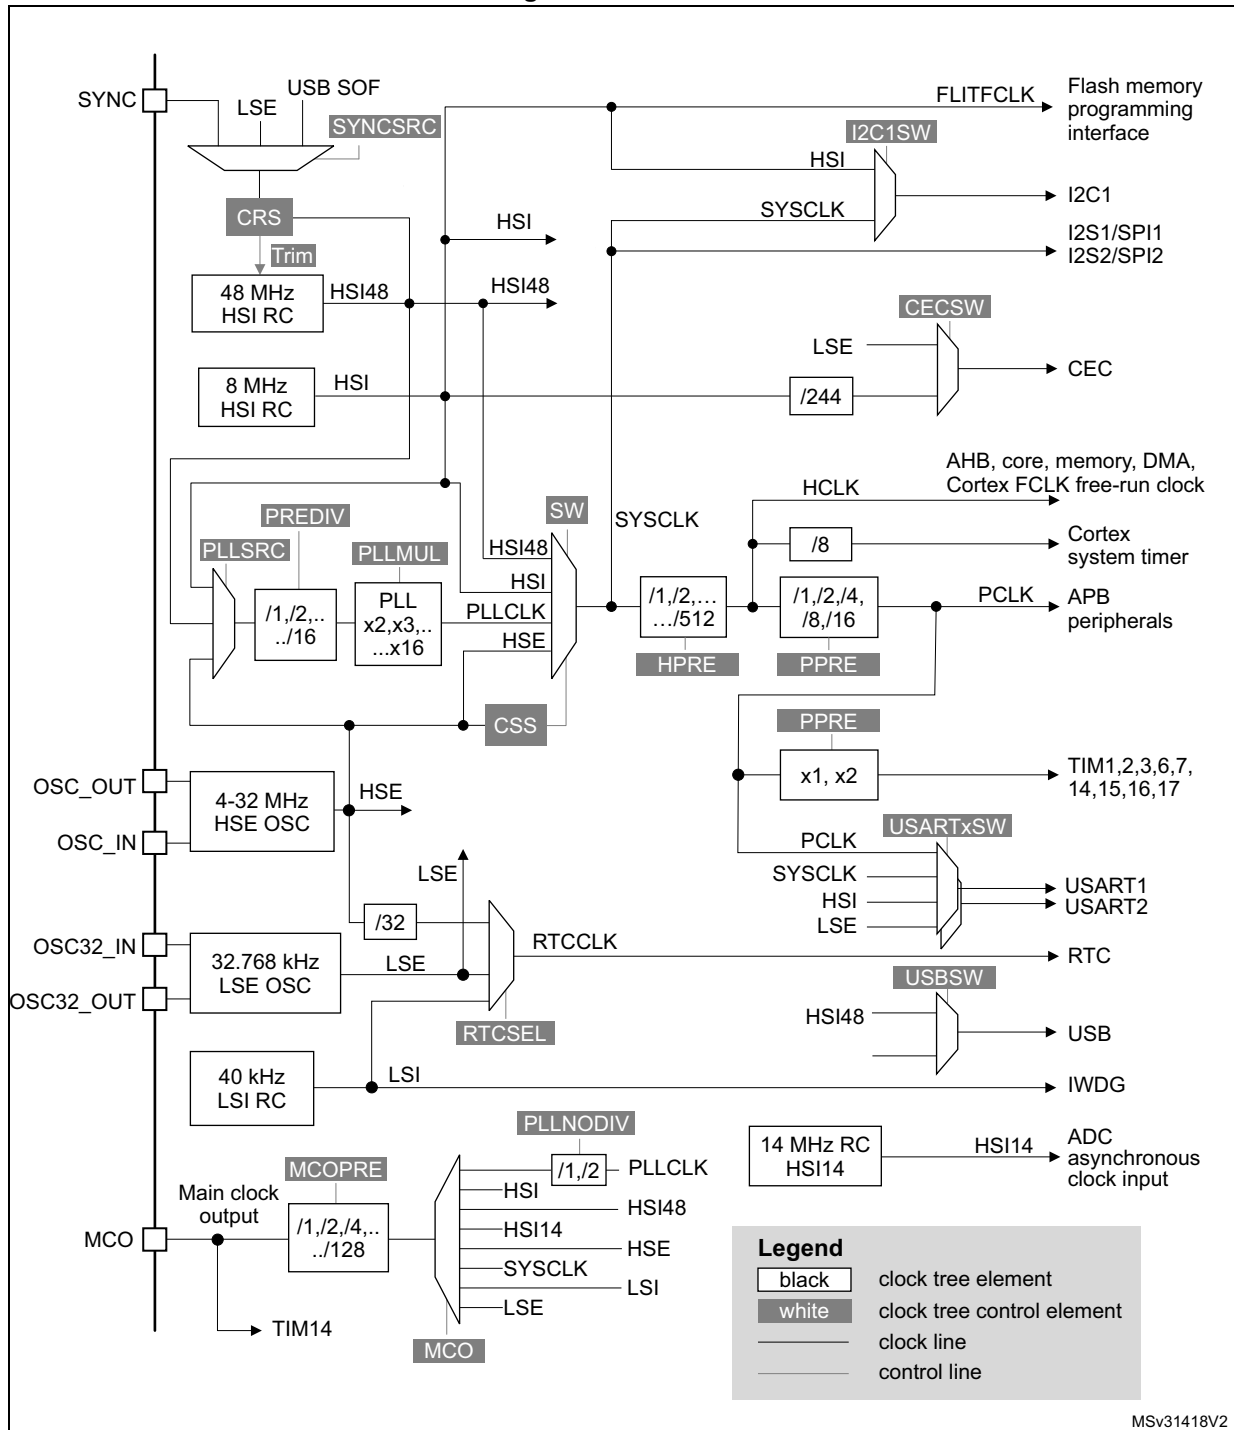 SYNC
LSE
USB SOF
SYNCSRC
CRS
Trim
48 MHz
HSI RC
HSI48
HSI48
HSI
8 MHz
HSI RC
HSI
FLITFCLK
Flash memory
programming
interface
I2C1SW
HSI
SYSCLK
I2C1
I2S1/SPI1
I2S2/SPI2
CECSW
LSE
/244
CEC
AHB, core, memory, DMA,
Cortex FCLK free-run clock
HCLK
/8
Cortex
system timer
PLLSRC
PREDIV
/1,/2,..
../16
PLLMUL
PLL
x2,x3,..
...x16
SW
HSI48
HSI
PLLCLK
HSE
SYSCLK
/1,/2,...
.../512
HPRE
/1,/2,/4,
/8,/16
PPRE
PCLK
APB
peripherals
CSS
PPRE
x1, x2
TIM1,2,3,6,7,
14,15,16,17
OSC_OUT
OSC_IN
4-32 MHz
HSE OSC
HSE
USARTxSW
PCLK
SYSCLK
HSI
LSE
USART1
USART2
LSE
/32
OSC32_IN
OSC32_OUT
32.768 kHz
LSE OSC
LSE
RTCCLK
RTC
RTCSEL
USBSW
HSI48
USB
40 kHz
LSI RC
LSI
IWDG
PLLNODIV
/1,/2
PLLCLK
HSI
HSI48
HSI14
HSE
SYSCLK
LSI
LSE
MCO
14 MHz RC
HSI14
HSI14
ADC
asynchronous
clock input
MCOPRE
/1,/2,/4,..
../128
Main clock
output
MCO
TIM14
Legend
black
clock tree element
white
clock tree control element
clock line
control line
MSv31418V2